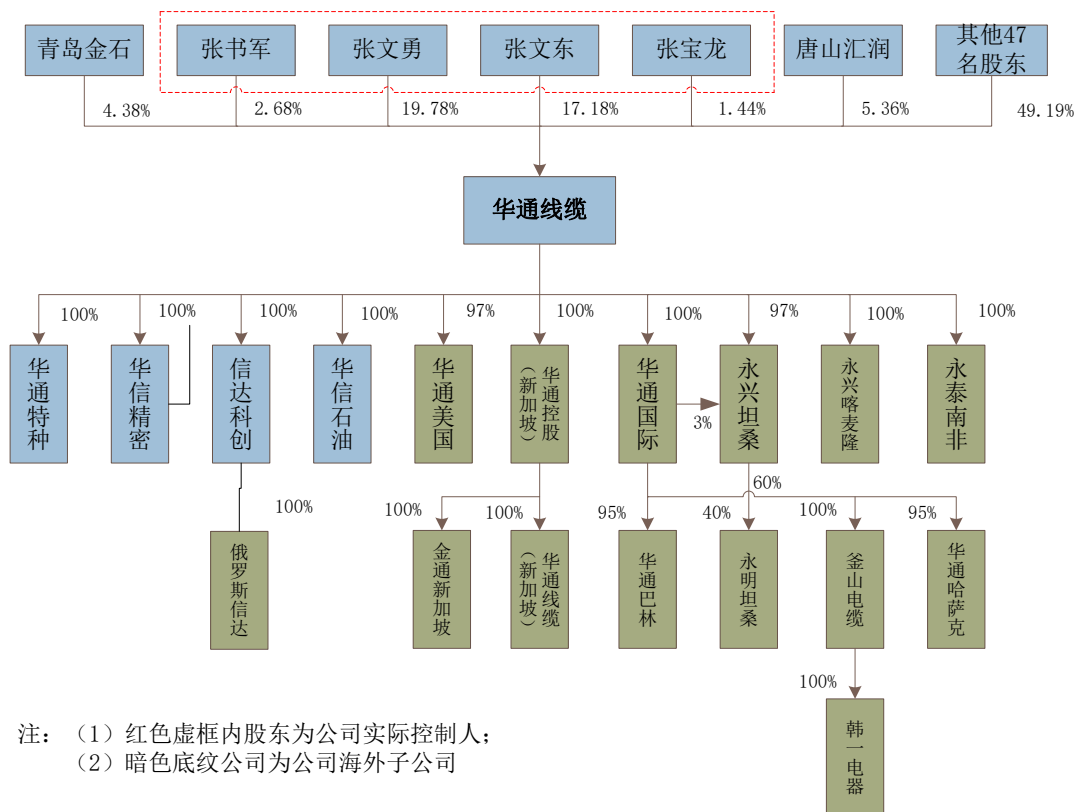 青岛金石
张书军
张文勇
张文东
张宝龙
唐山汇润
其他47
名股东
4.38%
2.68%
19.78%
17.18%
1.44%
5.36%
49.19%
华通线缆
100%
100%
100%
100%
97%
100%
100%
97%
100%
100%
华通特种
华信精密
信达科创
华信石油
华通美国
华通控股
（新加坡）
华通国际
3%
永兴坦桑
永兴喀麦隆
永泰南非
60%
100%
100%
100%
95%
40%
100%
95%
俄罗斯信达
金通新加坡
华通线缆
（新加坡）
华通巴林
永明坦桑
釜山电缆
华通哈萨克
100%
韩一电器
注：（1）红色虚框内股东为公司实际控制人；
（2）暗色底纹公司为公司海外子公司